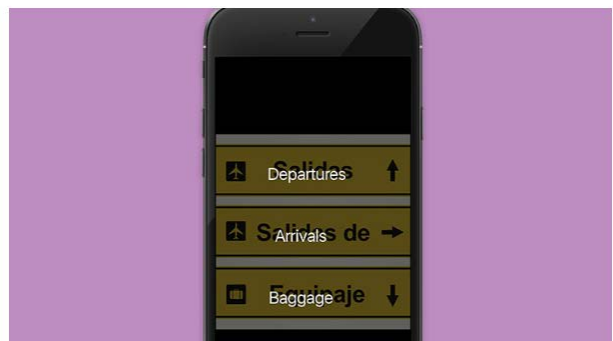 Salidas
Departures
Salidas de
Arrivals
Equipaje
Baggage